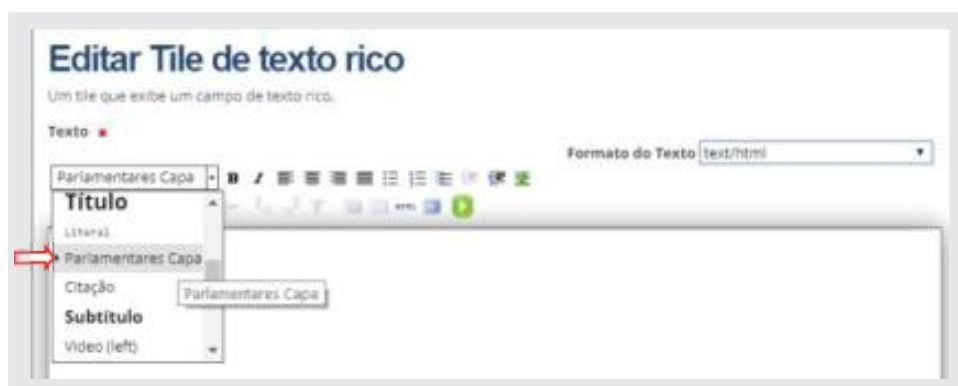 Editar Tile de texto rico
Um tile que exibe um campo de texto rico.
Texto
Formato do Texto text/html
Parlamentares Capa
Título
Literal
Parlamentares Capa
Citação
Parlamentares Capa
Subtítulo
Video (left)